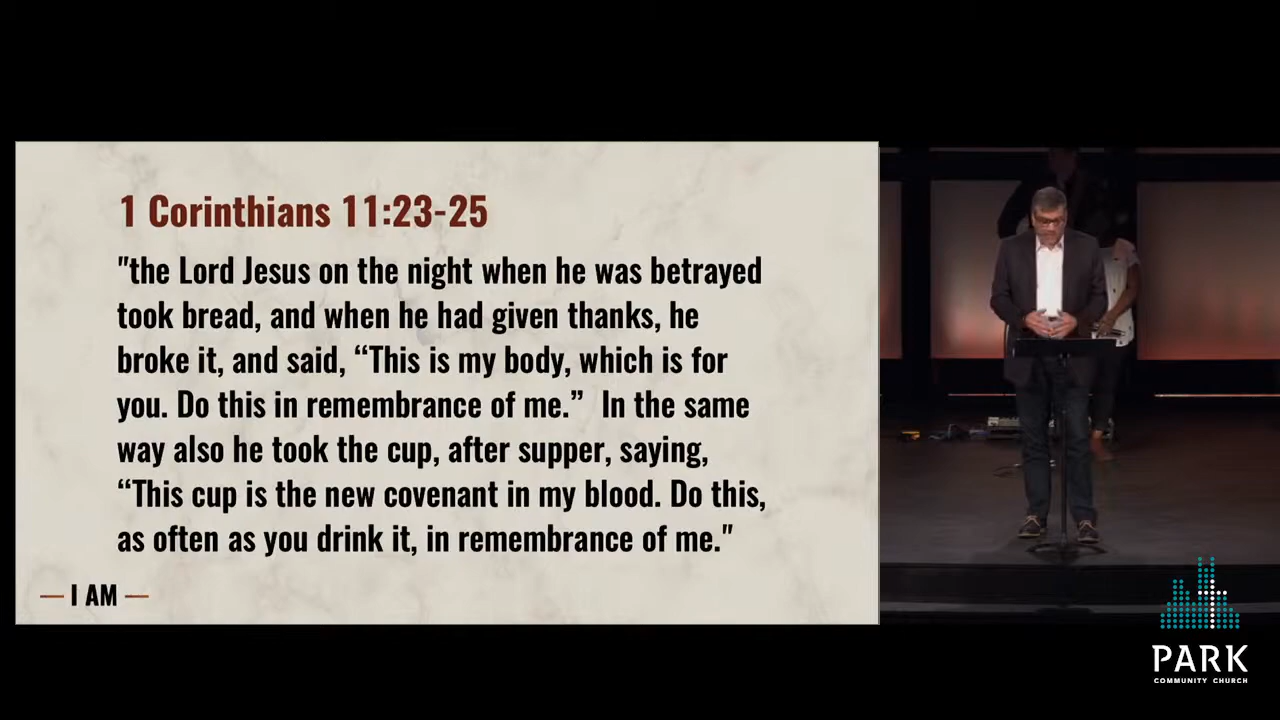 1 Corinthians 11:23-25
"the Lord Jesus on the night when he was betrayed
took bread, and when he had given thanks, he
broke it, and said, “This is my body, which is for
you. Do this in remembrance of me.”  In the same
way also he took the cup, after supper, saying,
“This cup is the new covenant in my blood. Do this,
as often as you drink it, in remembrance of me."
— I AM —
PARK
COMMUNITY CHURCH